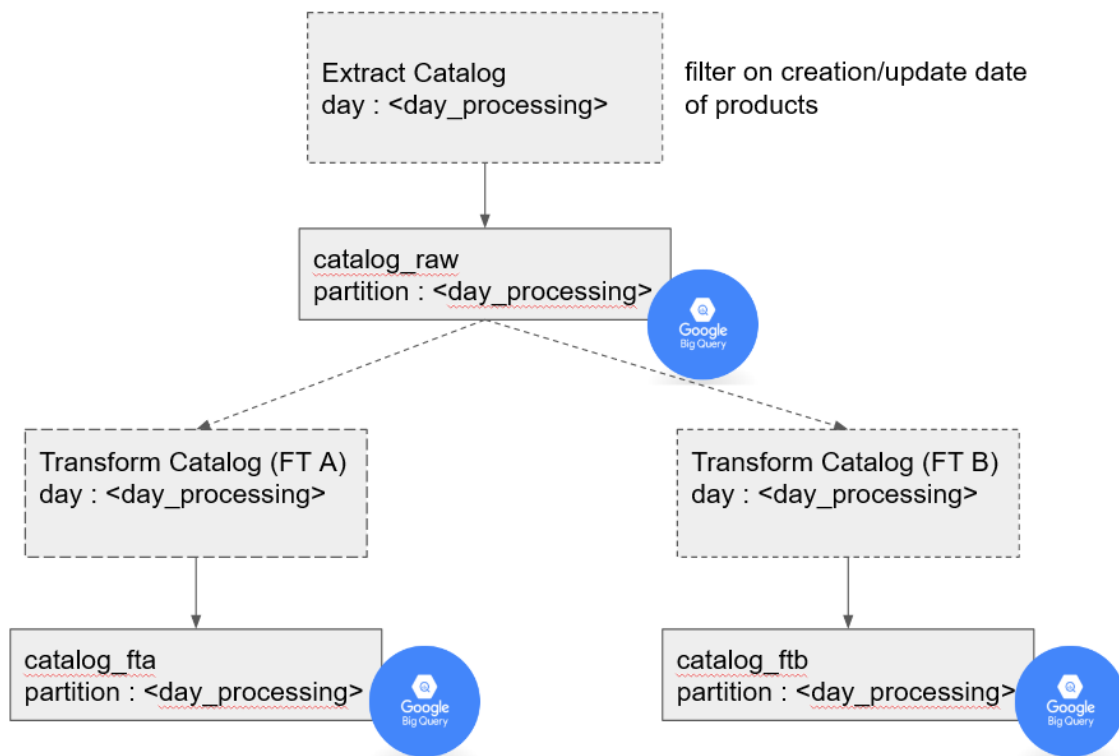 Extract Catalog
day : <day_processing>
filter on creation/update date
of products
catalog_raw
partition : <day_processing>
Google
Big Query
Transform Catalog (FT A)
day : <day_processing>
Transform Catalog (FT B)
day : <day_processing>
catalog_fta
partition : <day_processing>
Google
Big Query
catalog_ftb
partition : <day_processing>
Google
Big Query